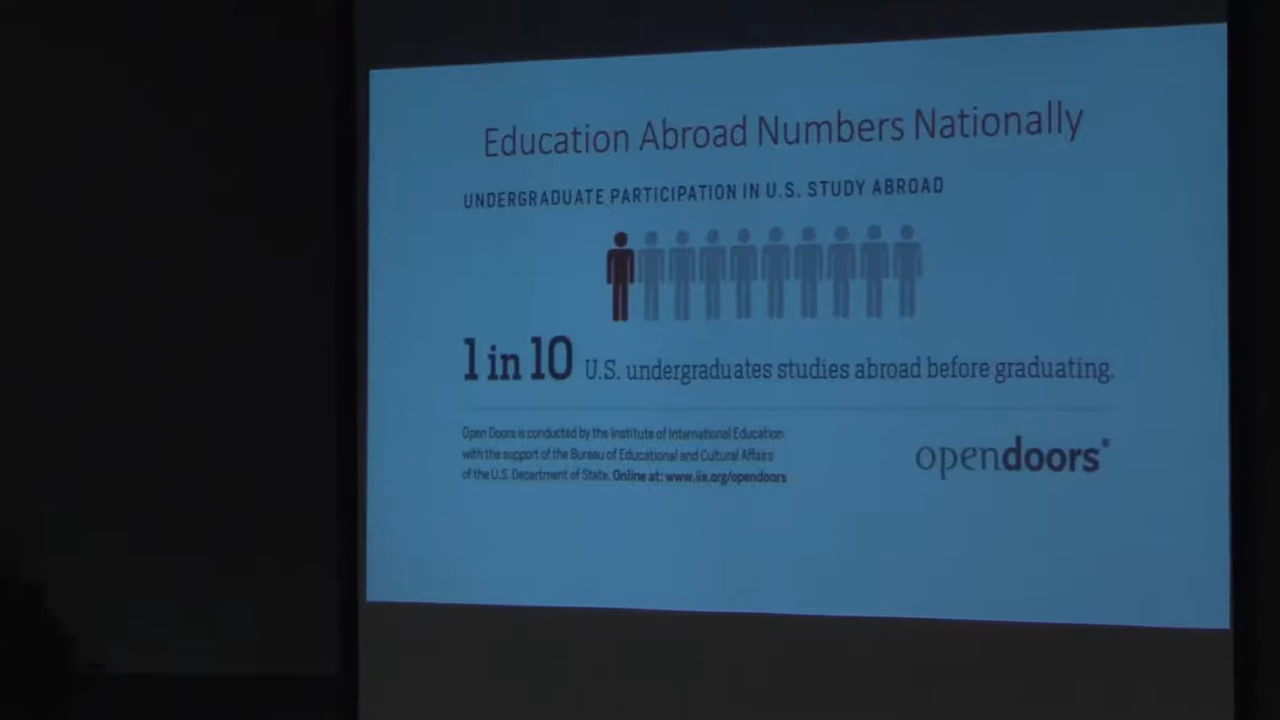 Education Abroad Numbers Nationally
UNDERGRADUATE PARTICIPATION IN U.S. STUDY ABROAD
1 in 10 U.S. undergraduates studies abroad before graduating.
Open Doors is conducted by the Institute of International Education
with the support of the Bureau of Educational and Cultural Affairs
of the U.S. Department of State. Online at: www.iie.org/opendoors
opendoors®